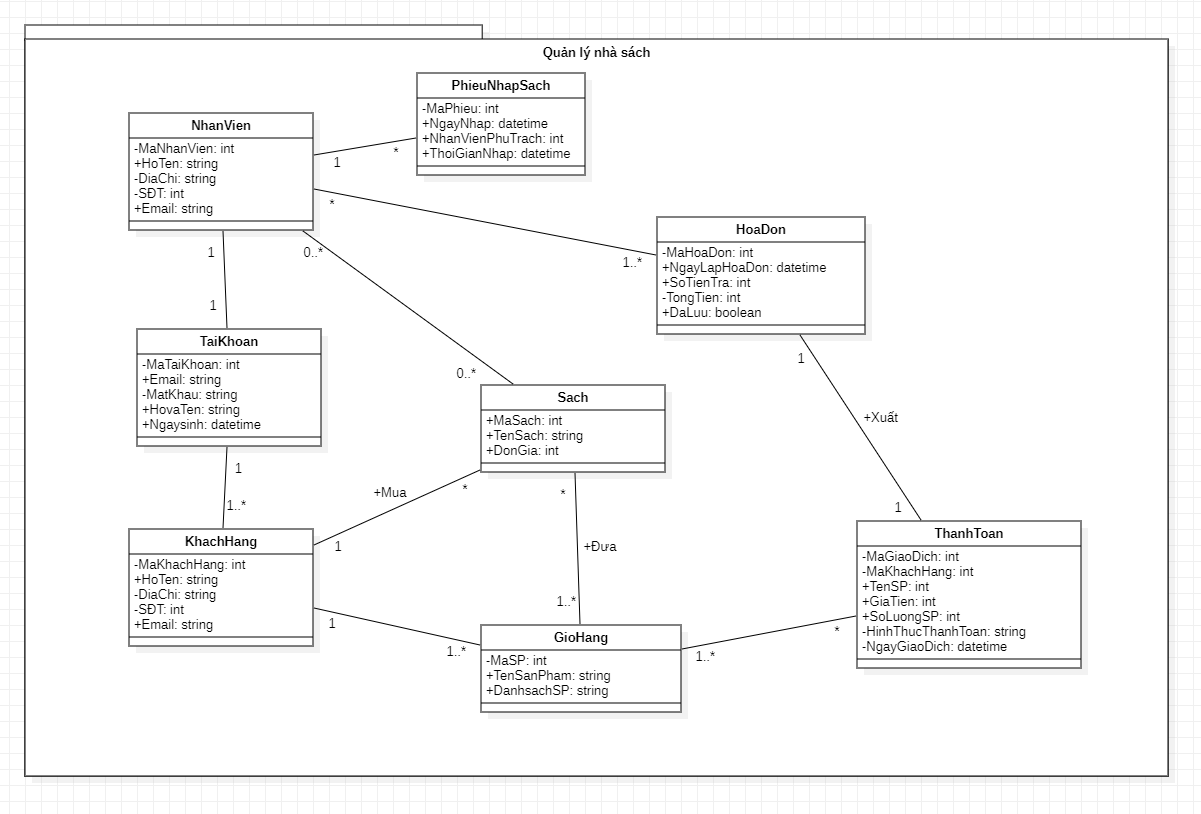 Quản lý nhà sách
PhieuNhapSach
-MaPhieu: int
+NgayNhap: datetime
+NhanVienPhuTrach: int
+ThoiGianNhap: datetime
NhanVien
-MaNhanVien: int
+HoTen: string
-DiaChi: string
-SĐT: int
+Email: string
1
*
*
1..*
HoaDon
-MaHoaDon: int
+NgayLapHoaDon: datetime
+SoTienTra: int
-TongTien: int
+DaLuu: boolean
1
1
0..*
0..*
TaiKhoan
-MaTaiKhoan: int
+Email: string
-MatKhau: string
+HovaTen: string
+Ngaysinh: datetime
Sach
+MaSach: int
+TenSach: string
+DonGia: int
1
+Xuất
1
1
1..*
+Mua
*
1
*
+Đưa
1..*
KhachHang
-MaKhachHang: int
+HoTen: string
-DiaChi: string
-SĐT: int
+Email: string
1
1..*
GioHang
-MaSP: int
+TenSanPham: string
+DanhsachSP: string
1..*
*
ThanhToan
-MaGiaoDich: int
-MaKhachHang: int
+TenSP: int
+GiaTien: int
+SoLuongSP: int
-HinhThucThanhToan: string
-NgayGiaoDich: datetime